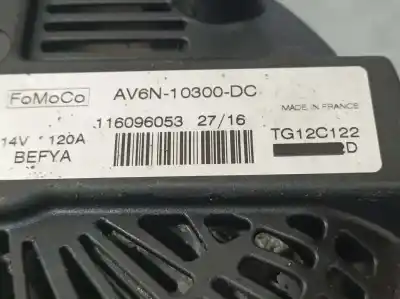 FoMoCo AV6N-10300-DC
MADE IN FRANCE
116096053 27/16
14V 120A TG12C122
BEFYA D